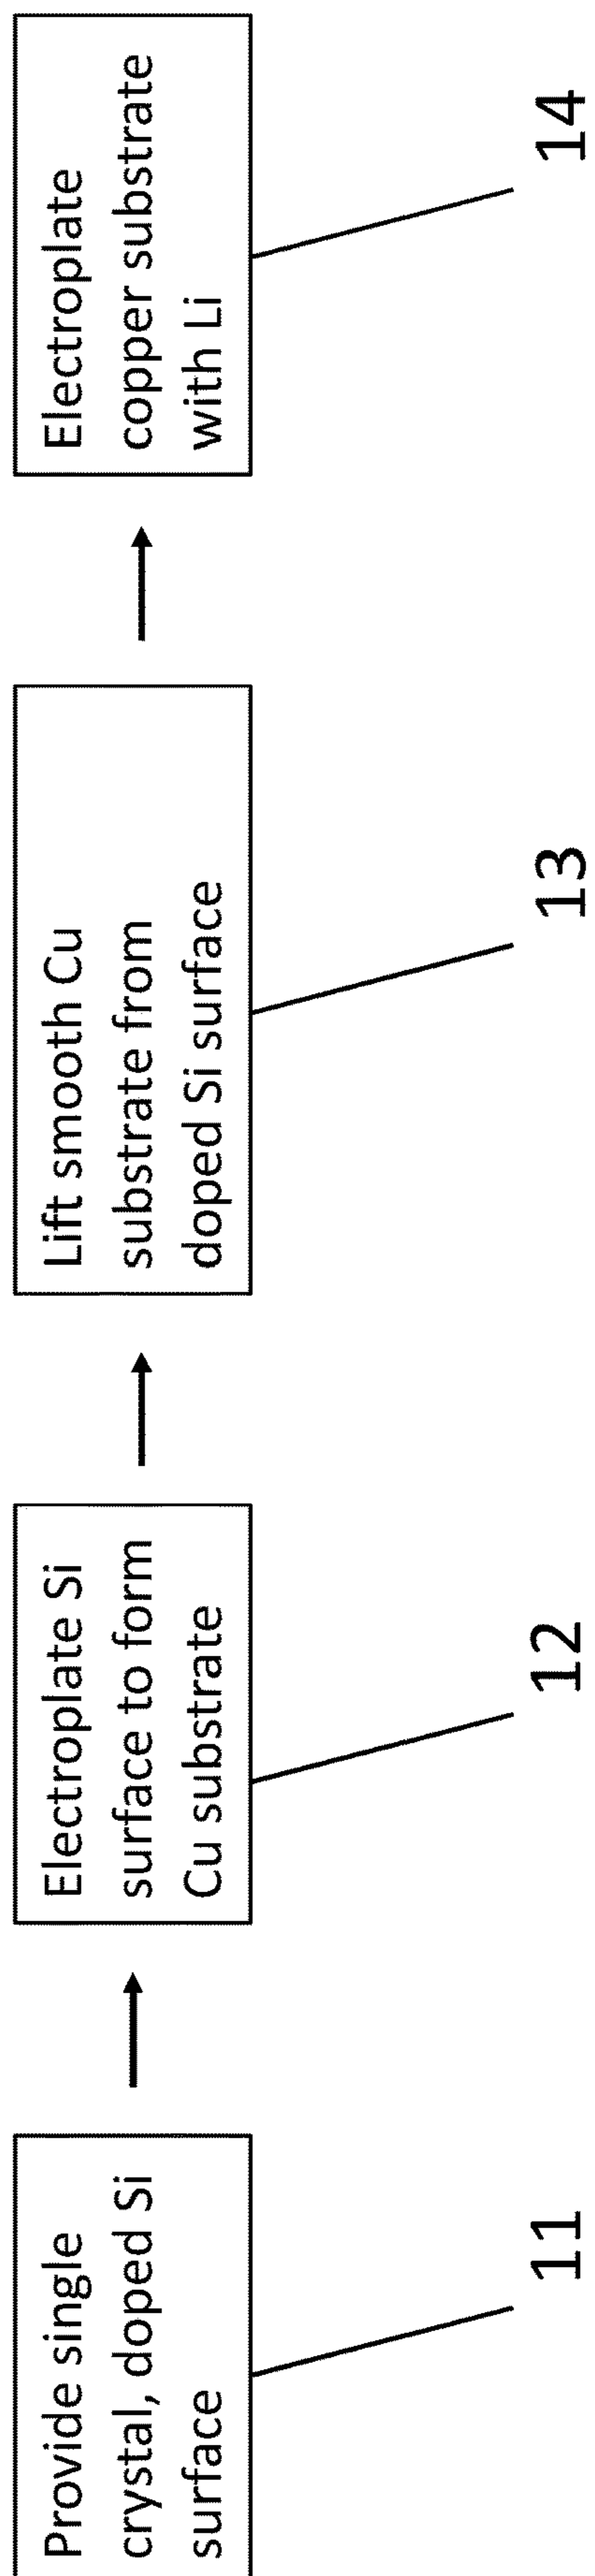 Provide single
crystal, doped Si
surface
11
Electroplate Si
surface to form
Cu substrate
12
Lift smooth Cu
substrate from
doped Si surface
13
Electroplate
copper substrate
with Li
14